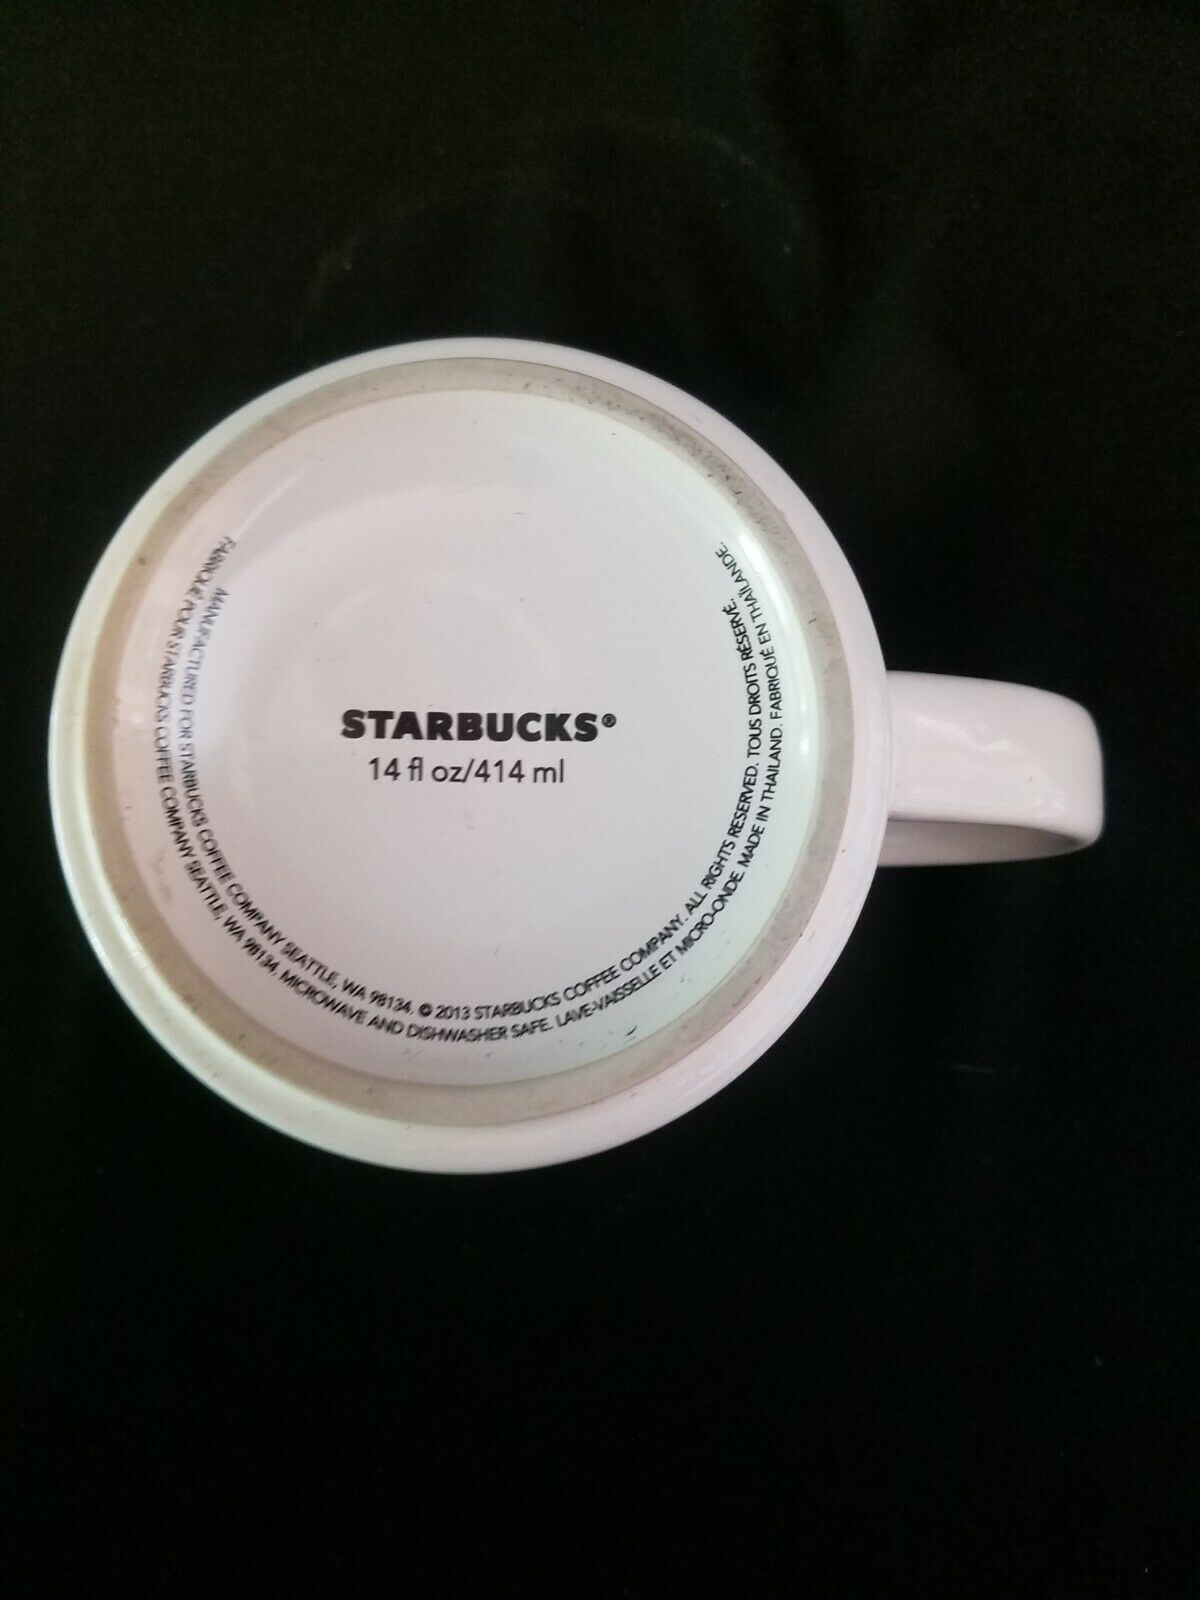 STARBUCKS®
14 fl oz/414 ml
MANUFACTURED FOR STARBUCKS COFFEE COMPANY SEATTLE, WA 98134. © 2013 STARBUCKS COFFEE COMPANY. ALL RIGHTS RESERVED. TOUS DROITS RÉSERVÉ.
FABRIQUÉ POUR STARBUCKS COFFEE COMPANY SEATTLE, WA 98134. MICROWAVE AND DISHWASHER SAFE. LAVE-VAISSELLE ET MICRO-ONDE. MADE IN THAILAND. FABRIQUÉ EN THAÏLANDE.